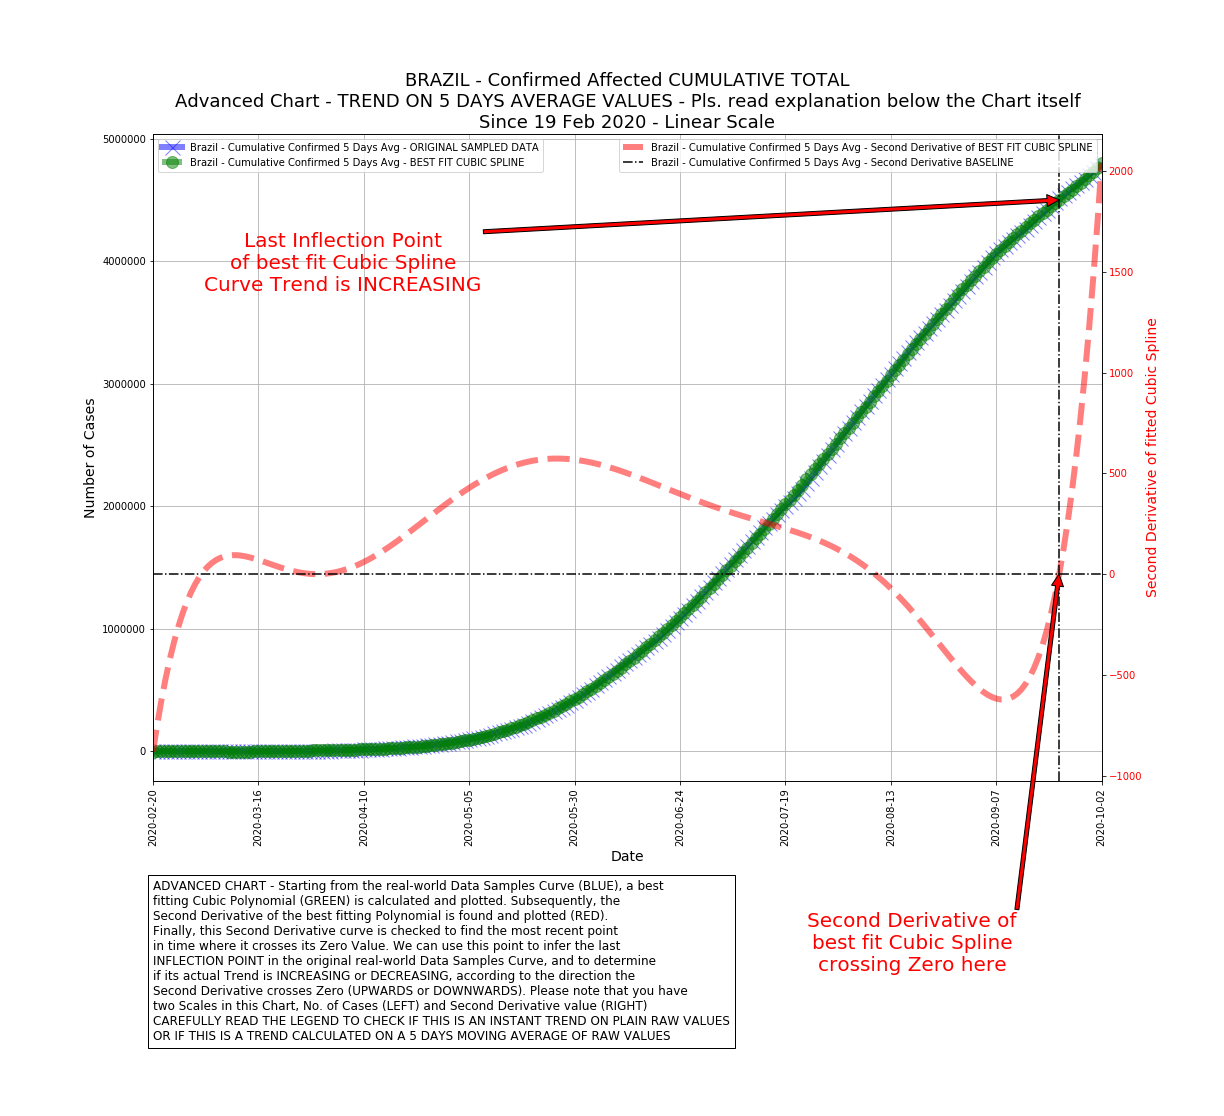 BRAZIL - Confirmed Affected CUMULATIVE TOTAL
Advanced Chart - TREND ON 5 DAYS AVERAGE VALUES - Pls. read explanation below the Chart itself
Since 19 Feb 2020 - Linear Scale
Brazil - Cumulative Confirmed 5 Days Avg - ORIGINAL SAMPLED DATA
Brazil - Cumulative Confirmed 5 Days Avg - BEST FIT CUBIC SPLINE
Brazil - Cumulative Confirmed 5 Days Avg - Second Derivative of BEST FIT CUBIC SPLINE
Brazil - Cumulative Confirmed 5 Days Avg - Second Derivative BASELINE
Last Inflection Point
of best fit Cubic Spline
Curve Trend is INCREASING
Number of Cases
5000000
4000000
3000000
2000000
1000000
0
Second Derivative of fitted Cubic Spline
2000
1500
1000
500
0
−500
−1000
2020-02-20
2020-03-16
2020-04-10
2020-05-05
2020-05-30
2020-06-24
2020-07-19
2020-08-13
2020-09-07
2020-10-02
Date
Second Derivative of
best fit Cubic Spline
crossing Zero here
ADVANCED CHART - Starting from the real-world Data Samples Curve (BLUE), a best
fitting Cubic Polynomial (GREEN) is calculated and plotted. Subsequently, the
Second Derivative of the best fitting Polynomial is found and plotted (RED).
Finally, this Second Derivative curve is checked to find the most recent point
in time where it crosses its Zero Value. We can use this point to infer the last
INFLECTION POINT in the original real-world Data Samples Curve, and to determine
if its actual Trend is INCREASING or DECREASING, according to the direction the
Second Derivative crosses Zero (UPWARDS or DOWNWARDS). Please note that you have
two Scales in this Chart, No. of Cases (LEFT) and Second Derivative value (RIGHT)
CAREFULLY READ THE LEGEND TO CHECK IF THIS IS AN INSTANT TREND ON PLAIN RAW VALUES
OR IF THIS IS A TREND CALCULATED ON A 5 DAYS MOVING AVERAGE OF RAW VALUES